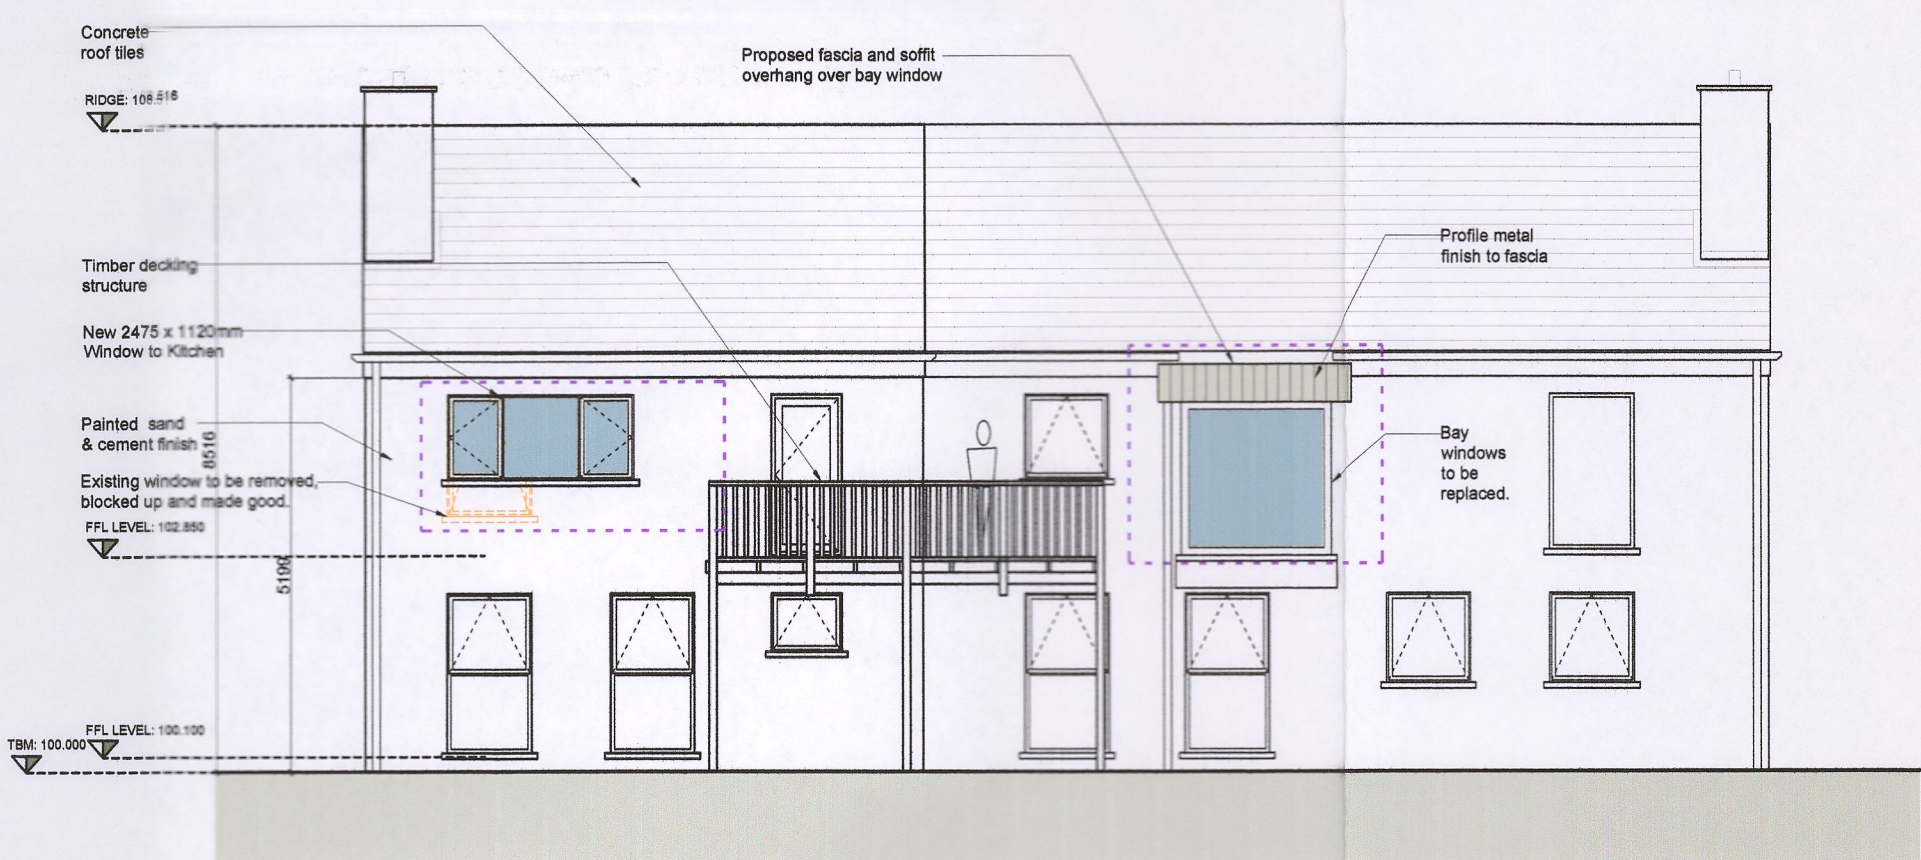 Concrete
roof tiles
RIDGE: 108.516
Proposed fascia and soffit
overhang over bay window
Profile metal
finish to fascia
Timber decking
structure
New 2475 x 1120mm
Window to Kitchen
Painted sand
& cement finish
8516
Existing window to be removed,
blocked up and made good.
Bay
windows
to be
replaced.
FFL LEVEL: 102.850
5199
FFL LEVEL: 100.100
TBM: 100.000